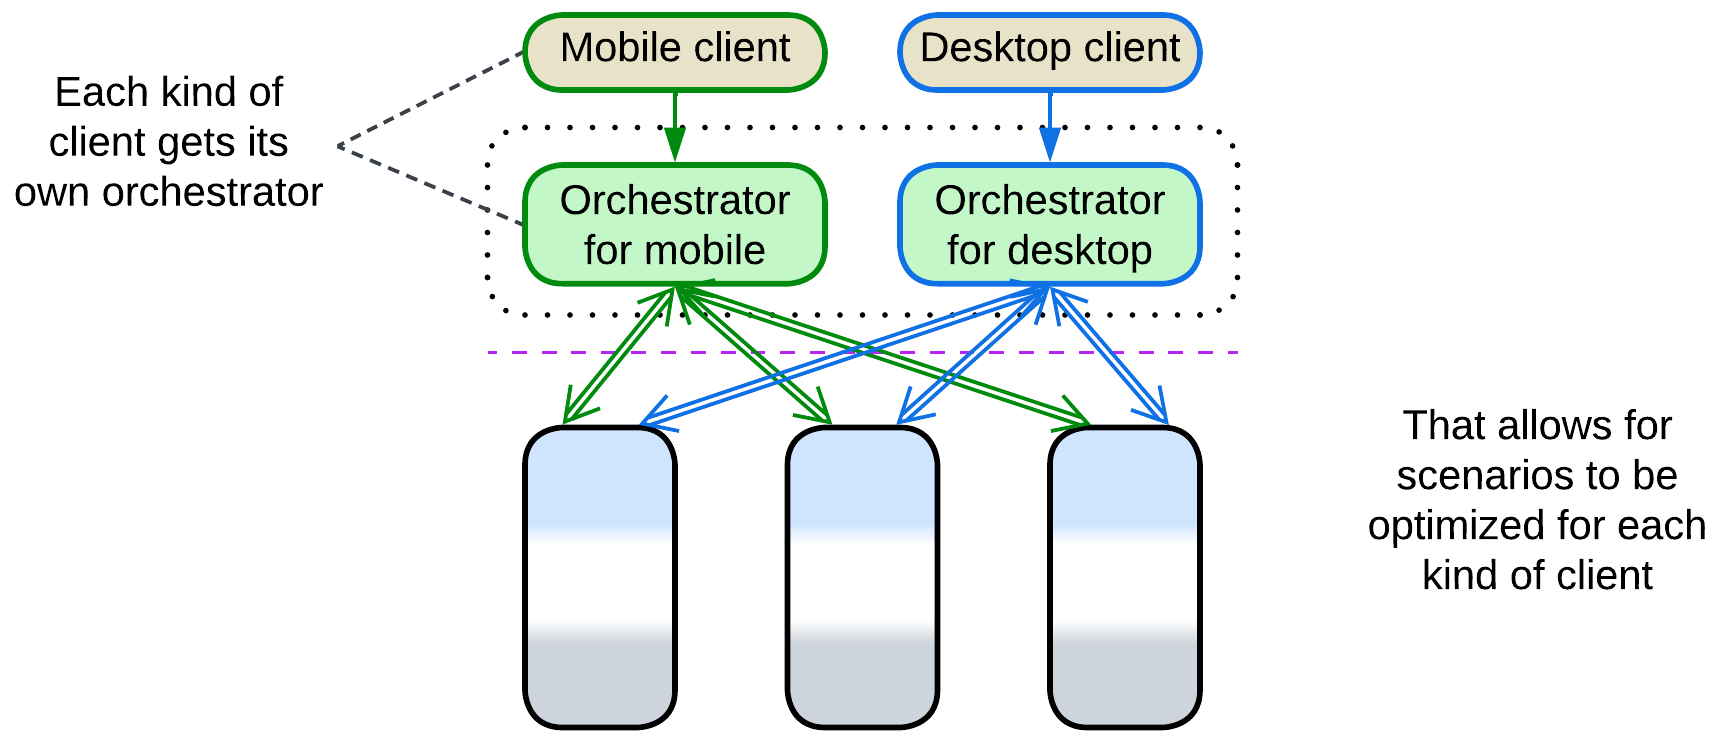 Mobile client
Desktop client
Each kind of
client gets its
own orchestrator
Orchestrator
for mobile
Orchestrator
for desktop
That allows for
scenarios to be
optimized for each
kind of client